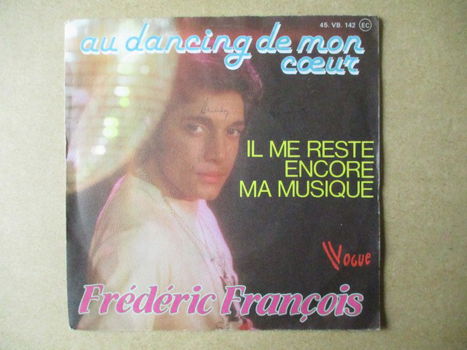 45. VB. 142 EC
au dancing de mon
cœur
IL ME RESTE
ENCORE
MA MUSIQUE
VOGUE
Frédéric François